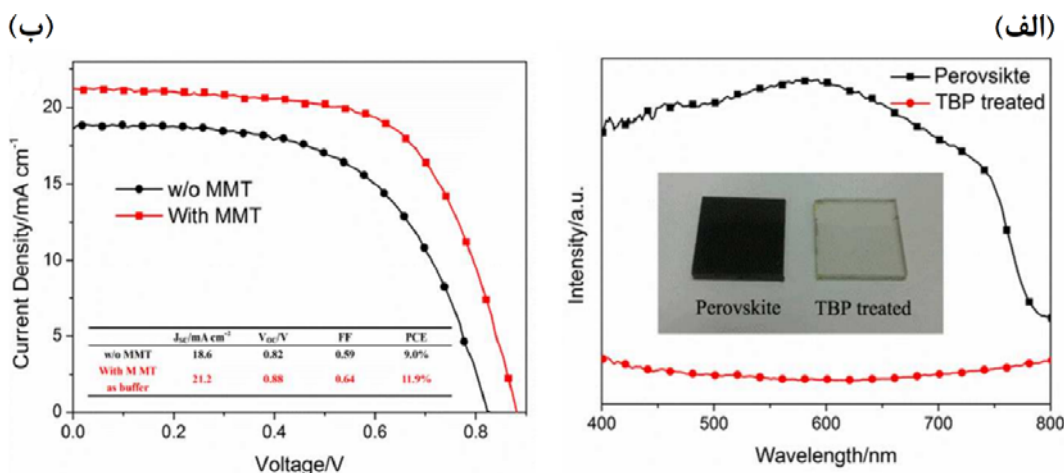 (ب)
(الف)
Current Density/mA cm⁻²
20
15
10
5
0
w/o MMT
With MMT
J_SC/mA cm⁻² V_OC/V FF PCE
w/o MMT 18.6 0.82 0.59 9.0%
With M MT as buffer 21.2 0.88 0.64 11.9%
0.0 0.2 0.4 0.6 0.8
Voltage/V
Intensity/a.u.
Perovsikte
TBP treated
Perovskite TBP treated
400 500 600 700 800
Wavelength/nm